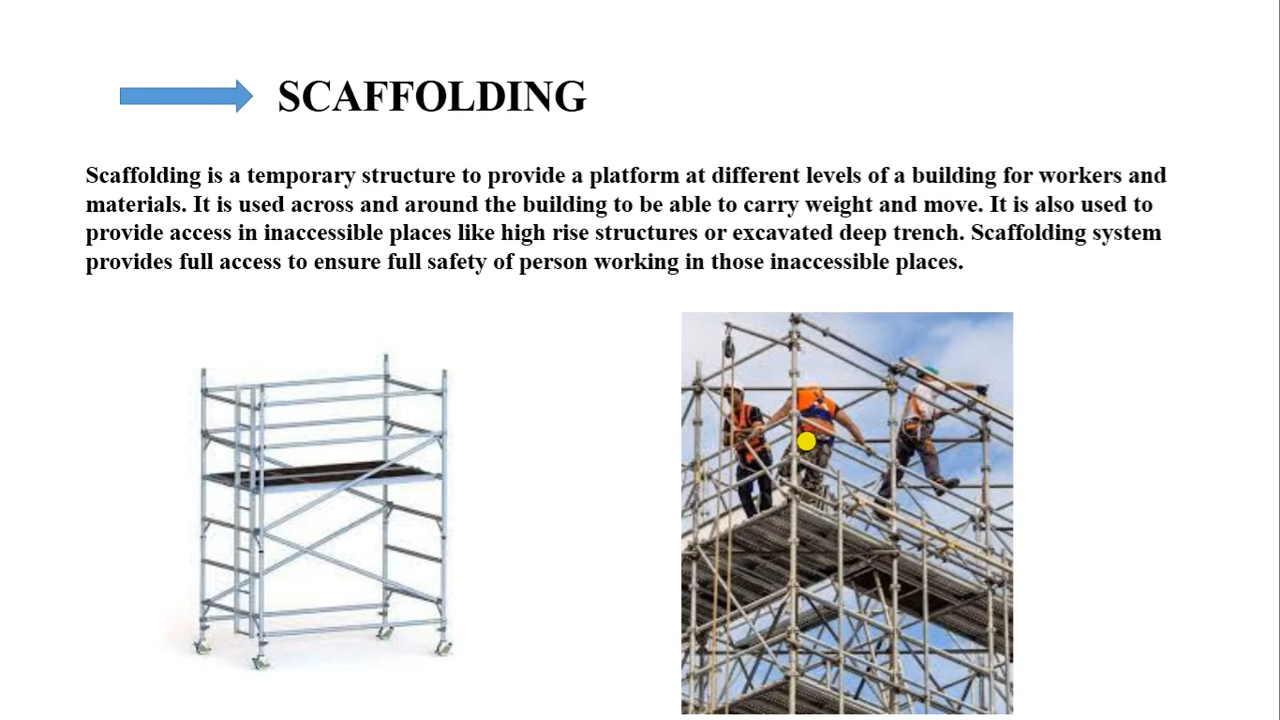 SCAFFOLDING
Scaffolding is a temporary structure to provide a platform at different levels of a building for workers and
materials. It is used across and around the building to be able to carry weight and move. It is also used to
provide access in inaccessible places like high rise structures or excavated deep trench. Scaffolding system
provides full access to ensure full safety of person working in those inaccessible places.